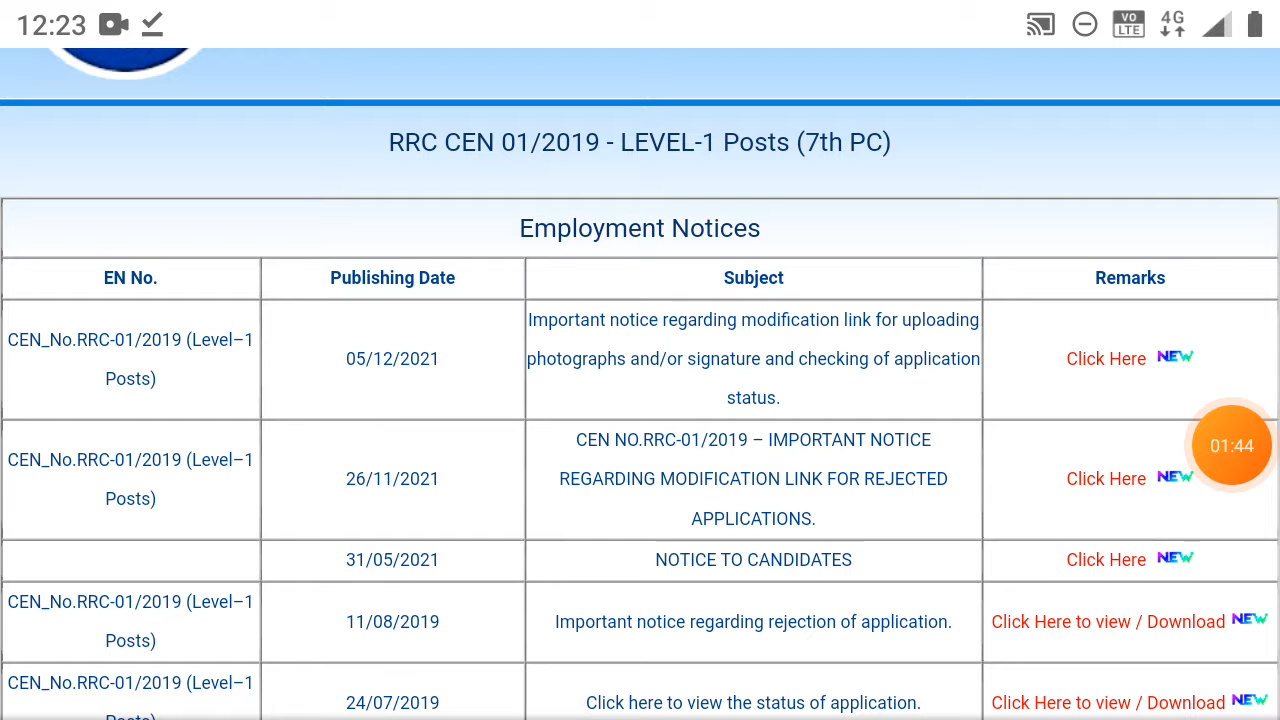 12:23
VO LTE 4G
RRC CEN 01/2019 - LEVEL-1 Posts (7th PC)
Employment Notices
EN No. Publishing Date Subject Remarks
CEN_No.RRC-01/2019 (Level–1
Posts)
05/12/2021
Important notice regarding modification link for uploading
photographs and/or signature and checking of application
status.
Click Here NEW
01:44
CEN_No.RRC-01/2019 (Level–1
Posts)
26/11/2021
CEN NO.RRC-01/2019 – IMPORTANT NOTICE
REGARDING MODIFICATION LINK FOR REJECTED
APPLICATIONS.
Click Here NEW
31/05/2021 NOTICE TO CANDIDATES Click Here NEW
CEN_No.RRC-01/2019 (Level–1
Posts)
11/08/2019
Important notice regarding rejection of application.
Click Here to view / Download NEW
CEN_No.RRC-01/2019 (Level–1
Posts)
24/07/2019
Click here to view the status of application.
Click Here to view / Download NEW